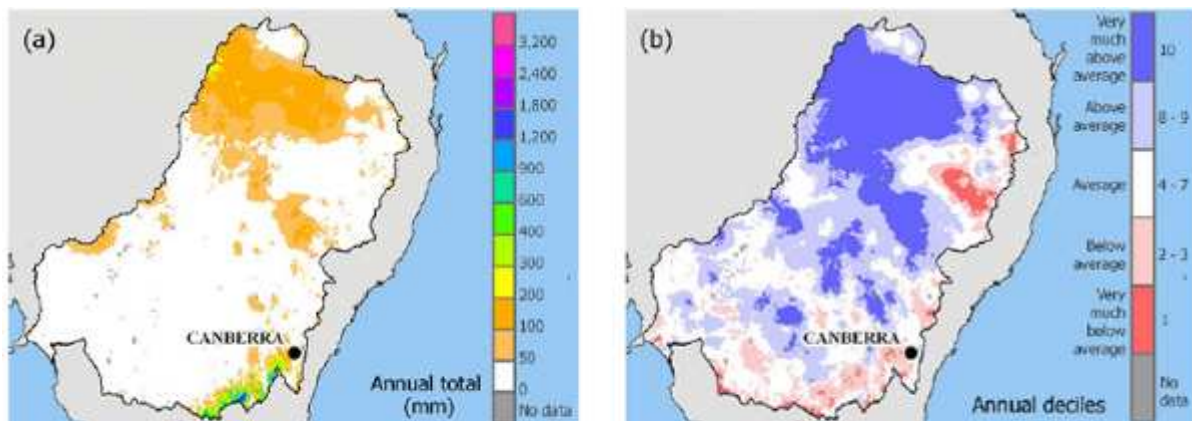 (a)
3,200
2,400
1,800
1,200
900
600
400
300
200
100
50
0
No data
CANBERRA
Annual total
(mm)
(b)
Very
much
above
average
10
Above
average
8 - 9
Average
4 - 7
Below
average
2 - 3
Very
much
below
average
1
No
data
CANBERRA
Annual deciles